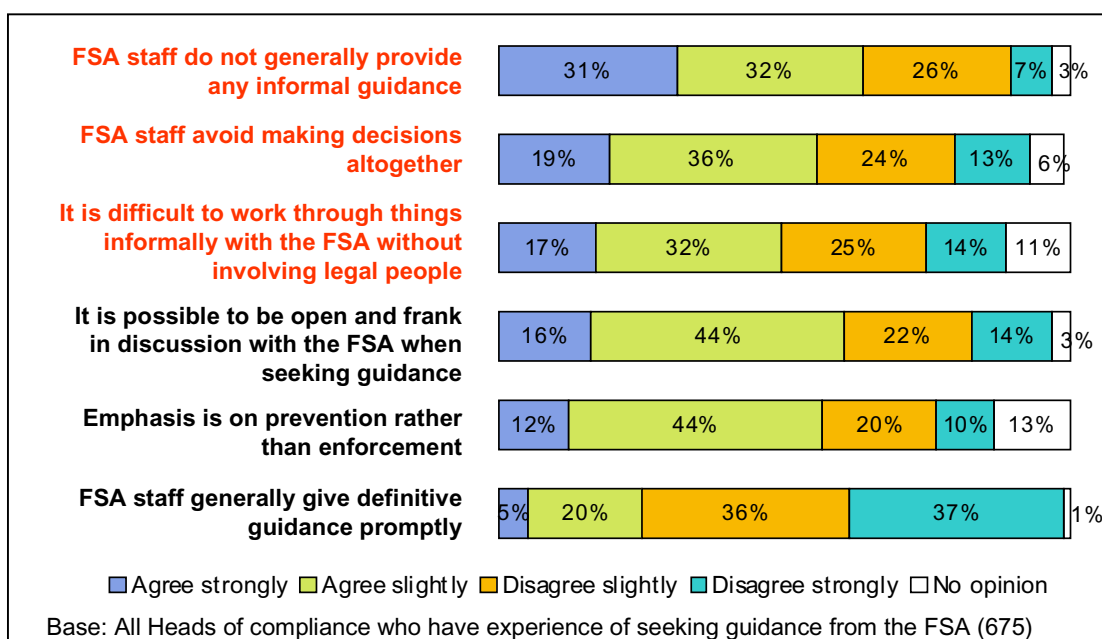 FSA staff do not generally provide
any informal guidance
31% 32% 26% 7% 3%
FSA staff avoid making decisions
altogether
19% 36% 24% 13% 6%
It is difficult to work through things
informally with the FSA without
involving legal people
17% 32% 25% 14% 11%
It is possible to be open and frank
in discussion with the FSA when
seeking guidance
16% 44% 22% 14% 3%
Emphasis is on prevention rather
than enforcement
12% 44% 20% 10% 13%
FSA staff generally give definitive
guidance promptly
5% 20% 36% 37% 1%
Agree strongly Agree slightly Disagree slightly Disagree strongly No opinion
Base: All Heads of compliance who have experience of seeking guidance from the FSA (675)